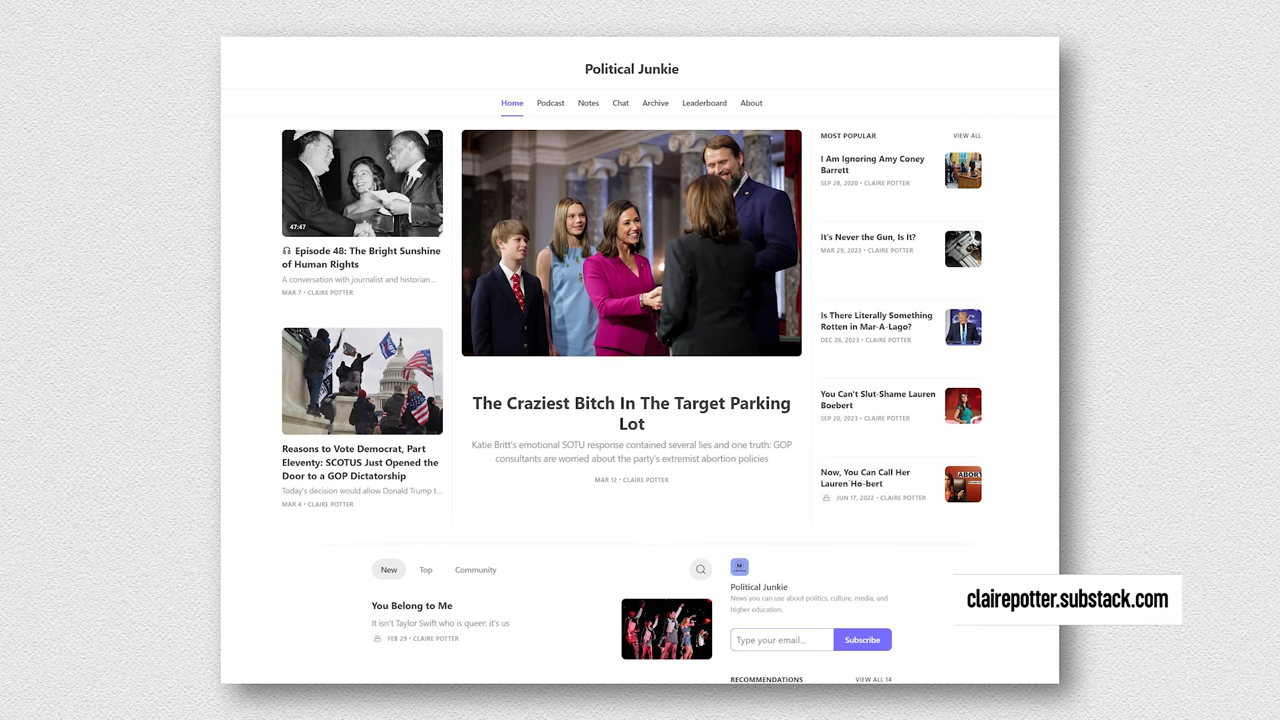 Political Junkie
Home Podcast Notes Chat Archive Leaderboard About
47:47
Episode 48: The Bright Sunshine
of Human Rights
A conversation with journalist and historian...
MAR 7 • CLAIRE POTTER
Reasons to Vote Democrat, Part
Eleventy: SCOTUS Just Opened the
Door to a GOP Dictatorship
Today's decision would allow Donald Trump t...
MAR 4 • CLAIRE POTTER
The Craziest Bitch In The Target Parking
Lot
Katie Britt's emotional SOTU response contained several lies and one truth: GOP
consultants are worried about the party's extremist abortion policies
MAR 12 • CLAIRE POTTER
MOST POPULAR VIEW ALL
I Am Ignoring Amy Coney
Barrett
SEP 28, 2020 • CLAIRE POTTER
It's Never the Gun, Is It?
MAR 29, 2023 • CLAIRE POTTER
Is There Literally Something
Rotten in Mar-A-Lago?
DEC 26, 2023 • CLAIRE POTTER
You Can't Slut-Shame Lauren
Boebert
SEP 20, 2023 • CLAIRE POTTER
Now, You Can Call Her
Lauren`Ho-bert
JUN 17, 2022 • CLAIRE POTTER
ABORT
New Top Community
You Belong to Me
It isn't Taylor Swift who is queer: it's us
FEB 29 • CLAIRE POTTER
Political Junkie
News you can use about politics, culture, media, and
higher education.
Type your email... Subscribe
RECOMMENDATIONS VIEW ALL 14
clairepotter.substack.com